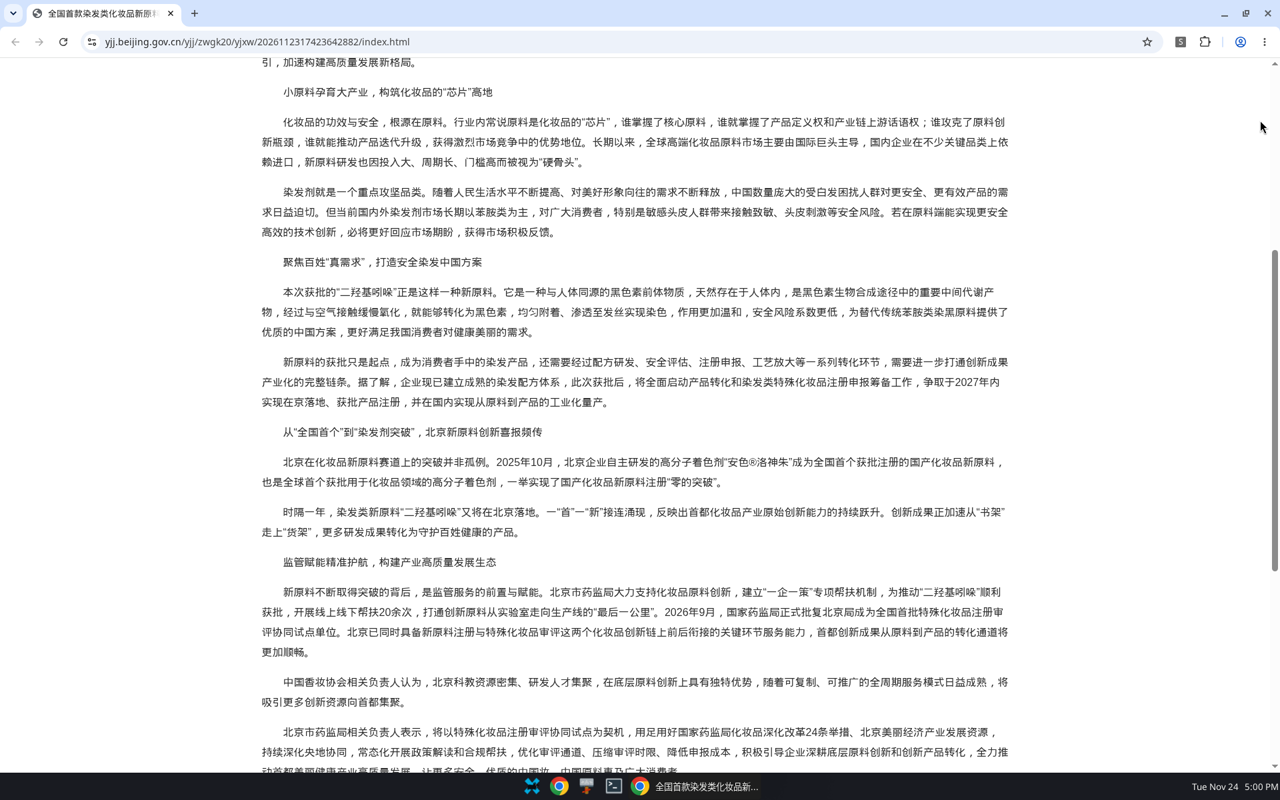 全国首款染发类化妆品新原料
yjj.beijing.gov.cn/yjj/zwgk20/yjxw/2026112317423642882/index.html
S
引，加速构建高质量发展新格局。
小原料孕育大产业，构筑化妆品的“芯片”高地
化妆品的功效与安全，根源在原料。行业内常说原料是化妆品的“芯片”，谁掌握了核心原料，谁就掌握了产品定义权和产业链上游话语权；谁攻克了原料创
新瓶颈，谁就能推动产品迭代升级，获得激烈市场竞争中的优势地位。长期以来，全球高端化妆品原料市场主要由国际巨头主导，国内企业在不少关键品类上依
赖进口，新原料研发也因投入大、周期长、门槛高而被视为“硬骨头”。
染发剂就是一个重点攻坚品类。随着人民生活水平不断提高、对美好形象向往的需求不断释放，中国数量庞大的受白发困扰人群对更安全、更有效产品的需
求日益迫切。但当前国内外染发剂市场长期以苯胺类为主，对广大消费者，特别是敏感头皮人群带来接触致敏、头皮刺激等安全风险。若在原料端能实现更安全
高效的技术创新，必将更好回应市场期盼，获得市场积极反馈。
聚焦百姓“真需求”，打造安全染发中国方案
本次获批的“二羟基吲哚”正是这样一种新原料。它是一种与人体同源的黑色素前体物质，天然存在于人体内，是黑色素生物合成途径中的重要中间代谢产
物，经过与空气接触缓慢氧化，就能够转化为黑色素，均匀附着、渗透至发丝实现染色，作用更加温和，安全风险系数更低，为替代传统苯胺类染黑原料提供了
优质的中国方案，更好满足我国消费者对健康美丽的需求。
新原料的获批只是起点，成为消费者手中的染发产品，还需要经过配方研发、安全评估、注册申报、工艺放大等一系列转化环节，需要进一步打通创新成果
产业化的完整链条。据了解，企业现已建立成熟的染发配方体系，此次获批后，将全面启动产品转化和染发类特殊化妆品注册申报筹备工作，争取于2027年内
实现在京落地、获批产品注册，并在国内实现从原料到产品的工业化量产。
从“全国首个”到“染发剂突破”，北京新原料创新喜报频传
北京在化妆品新原料赛道上的突破并非孤例。2025年10月，北京企业自主研发的高分子着色剂“安色®洛神朱”成为全国首个获批注册的国产化妆品新原料，
也是全球首个获批用于化妆品领域的高分子着色剂，一举实现了国产化妆品新原料注册“零的突破”。
时隔一年，染发类新原料“二羟基吲哚”又将在北京落地。一“首”一“新”接连涌现，反映出首都化妆品产业原始创新能力的持续跃升。创新成果正加速从“书架”
走上“货架”，更多研发成果转化为守护百姓健康的产品。
监管赋能精准护航，构建产业高质量发展生态
新原料不断取得突破的背后，是监管服务的前置与赋能。北京市药监局大力支持化妆品原料创新，建立“一企一策”专项帮扶机制，为推动“二羟基吲哚”顺利
获批，开展线上线下帮扶20余次，打通创新原料从实验室走向生产线的“最后一公里”。2026年9月，国家药监局正式批复北京局成为全国首批特殊化妆品注册审
评协同试点单位。北京已同时具备新原料注册与特殊化妆品审评这两个化妆品创新链上前后衔接的关键环节服务能力，首都创新成果从原料到产品的转化通道将
更加顺畅。
中国香妆协会相关负责人认为，北京科教资源密集、研发人才集聚，在底层原料创新上具有独特优势，随着可复制、可推广的全周期服务模式日益成熟，将
吸引更多创新资源向首都集聚。
北京市药监局相关负责人表示，将以特殊化妆品注册审评协同试点为契机，用足用好国家药监局化妆品深化改革24条举措、北京美丽经济产业发展资源，
持续深化央地协同，常态化开展政策解读和合规帮扶，优化审评通道、压缩审评时限、降低申报成本，积极引导企业深耕底层原料创新和创新产品转化，全力推
动首都美丽健康产业高质量发展，让更多安全、优质的中国妆、中国原料惠及广大消费者。
全国首款染发类化妆品新...
Tue Nov 24 5:00 PM